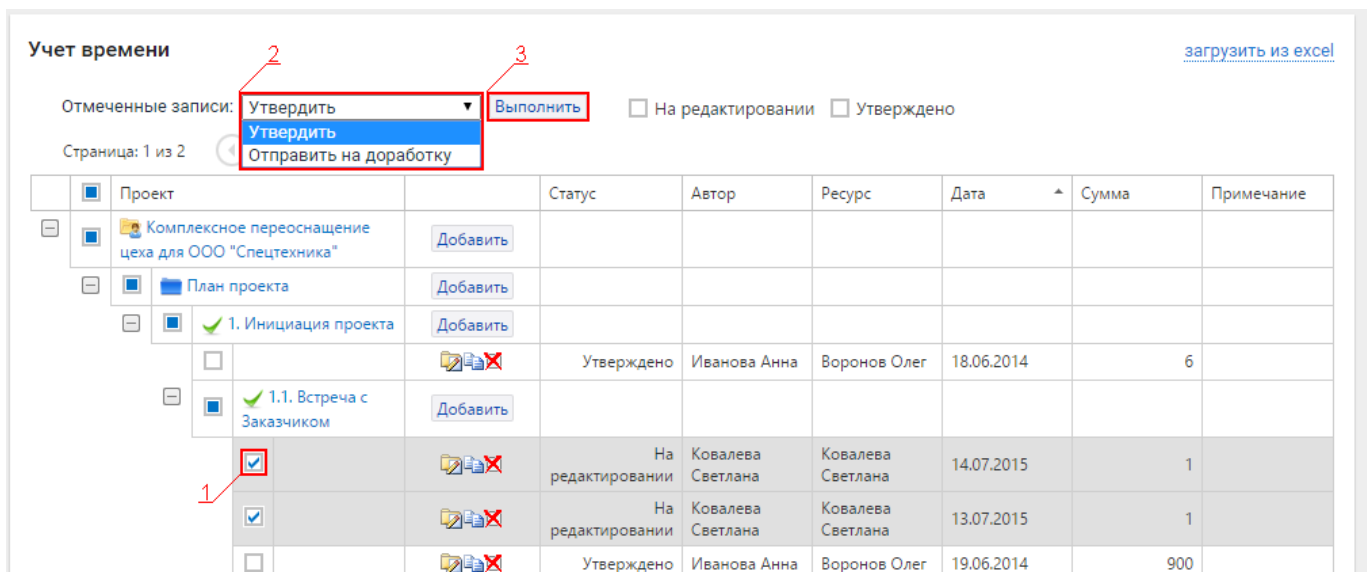 Учет времени
2
3
загрузить из excel
Отмеченные записи: Утвердить Выполнить На редактировании Утверждено
Утвердить
Страница: 1 из 2 Отправить на доработку
Проект Статус Автор Ресурс Дата Сумма Примечание
Комплексное переоснащение
цеха для ООО "Спецтехника" Добавить
План проекта Добавить
1. Инициация проекта Добавить
Утверждено Иванова Анна Воронов Олег 18.06.2014 6
1.1. Встреча с
Заказчиком Добавить
На редактировании Ковалева Светлана Ковалева Светлана 14.07.2015 1
1
На редактировании Ковалева Светлана Ковалева Светлана 13.07.2015 1
Утверждено Иванова Анна Воронов Олег 19.06.2014 900